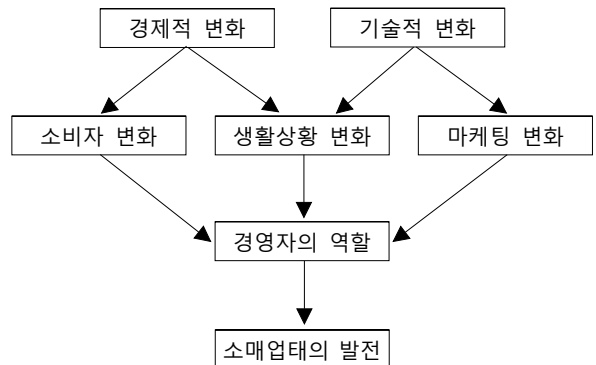 경제적 변화
기술적 변화
소비자 변화
생활상황 변화
마케팅 변화
경영자의 역할
소매업태의 발전